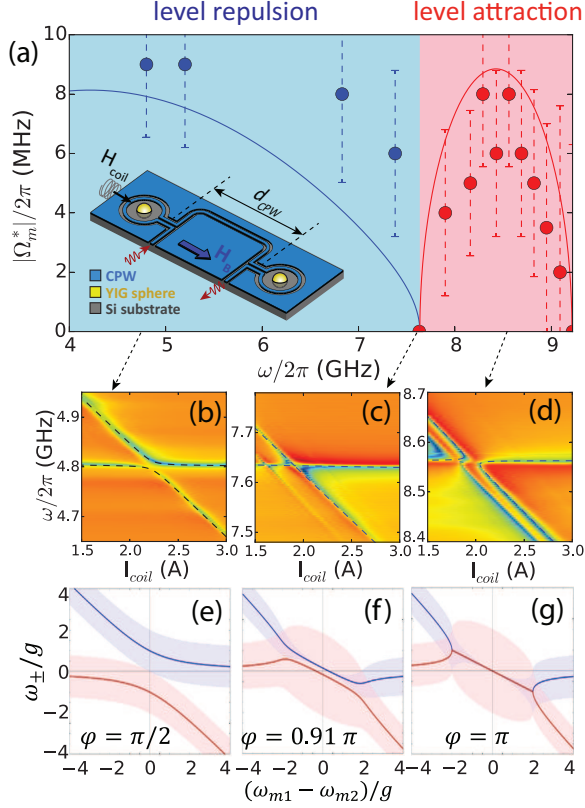 level repulsion level attraction
(a)
10
8
6
4
2
0
|Ω*m|/2π (MHz)
H coil
d CPW
H B
CPW
YIG sphere
Si substrate
4 5 6 7 8 9
ω/2π (GHz)
(b) (c) (d)
4.9
4.8
4.7
7.7
7.6
7.5
8.7
8.6
8.5
8.4
ω/2π (GHz)
1.5 2.0 2.5 3.0 1.5 2.0 2.5 3.0 1.5 2.0 2.5 3.0
I coil (A) I coil (A) I coil (A)
(e) (f) (g)
4
2
0
-2
-4
ω±/g
φ = π/2 φ = 0.91 π φ = π
−4 −2 0 2 4 −4 −2 0 2 4 −4 −2 0 2 4
(ωm1 − ωm2)/g